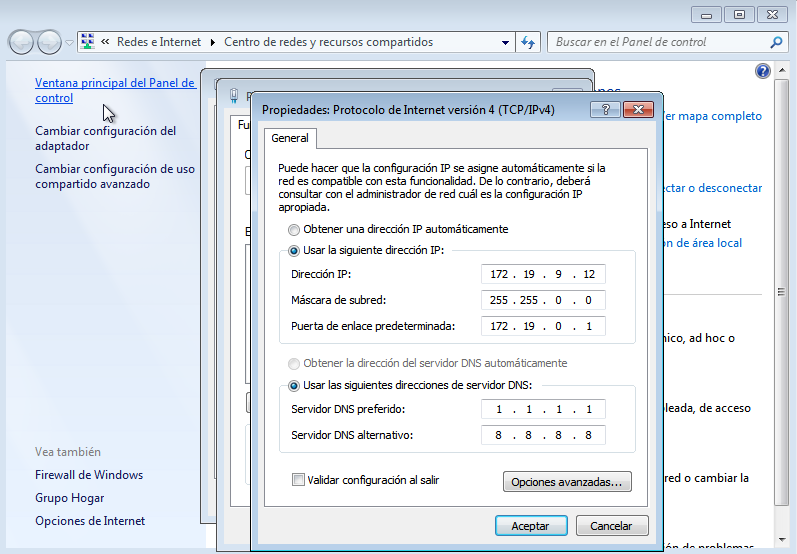 Redes e Internet
Centro de redes y recursos compartidos
Buscar en el Panel de control
Ventana principal del Panel de
control
Cambiar configuración del
adaptador
Cambiar configuración de uso
compartido avanzado
Vea también
Firewall de Windows
Grupo Hogar
Opciones de Internet
Propiedades: Protocolo de Internet versión 4 (TCP/IPv4)
General
Puede hacer que la configuración IP se asigne automáticamente si la
red es compatible con esta funcionalidad. De lo contrario, deberá
consultar con el administrador de red cuál es la configuración IP
apropiada.
Obtener una dirección IP automáticamente
Usar la siguiente dirección IP:
Dirección IP: 172 . 19 . 9 . 12
Máscara de subred: 255 . 255 . 0 . 0
Puerta de enlace predeterminada: 172 . 19 . 0 . 1
Obtener la dirección del servidor DNS automáticamente
Usar las siguientes direcciones de servidor DNS:
Servidor DNS preferido: 1 . 1 . 1 . 1
Servidor DNS alternativo: 8 . 8 . 8 . 8
Validar configuración al salir
Opciones avanzadas...
Aceptar
Cancelar
mapa completo
o desconectar
a Internet
de área local
ad hoc o
de acceso
red o cambiar la
de problemas